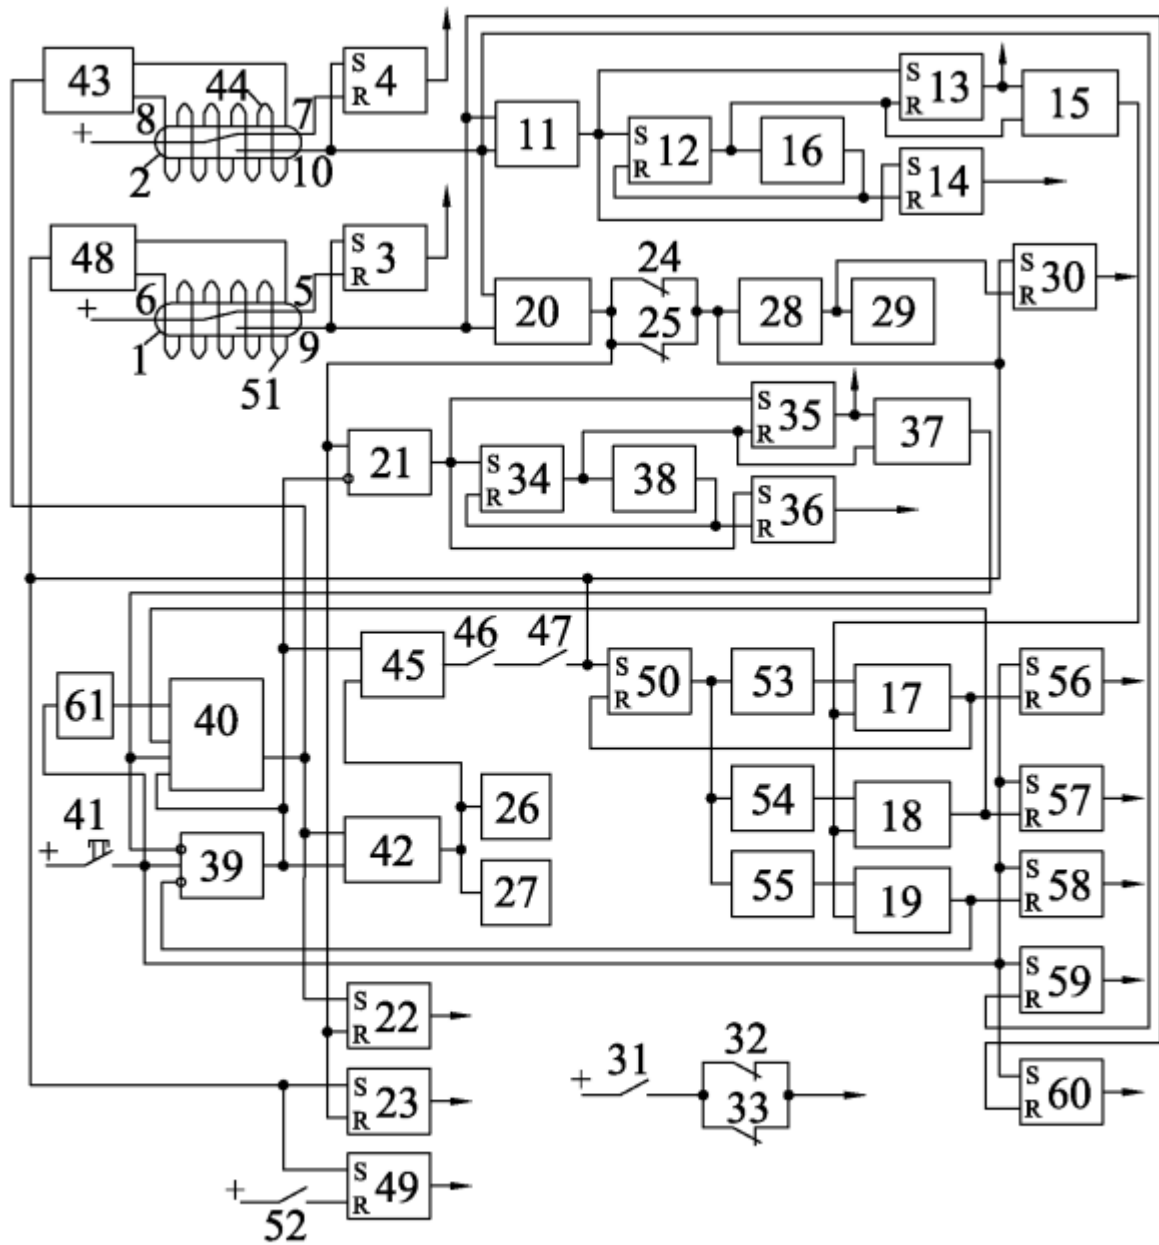 43 44 8 7 S R 4
+ 2 10
11 S R 12 16 S R 13 15
S R 14
48 6 5 S R 3
+ 1 9 51
20 24 25 28 29 S R 30
21 S R 34 38 S R 35 37
S R 36
61 40 45 46 47 S R 50 53 17 S R 56
41 + 39 42 26 27
54 18 S R 57
55 19 S R 58
S R 59
S R 22
S R 23
+ 31 32 33
S R 60
+ 52 S R 49